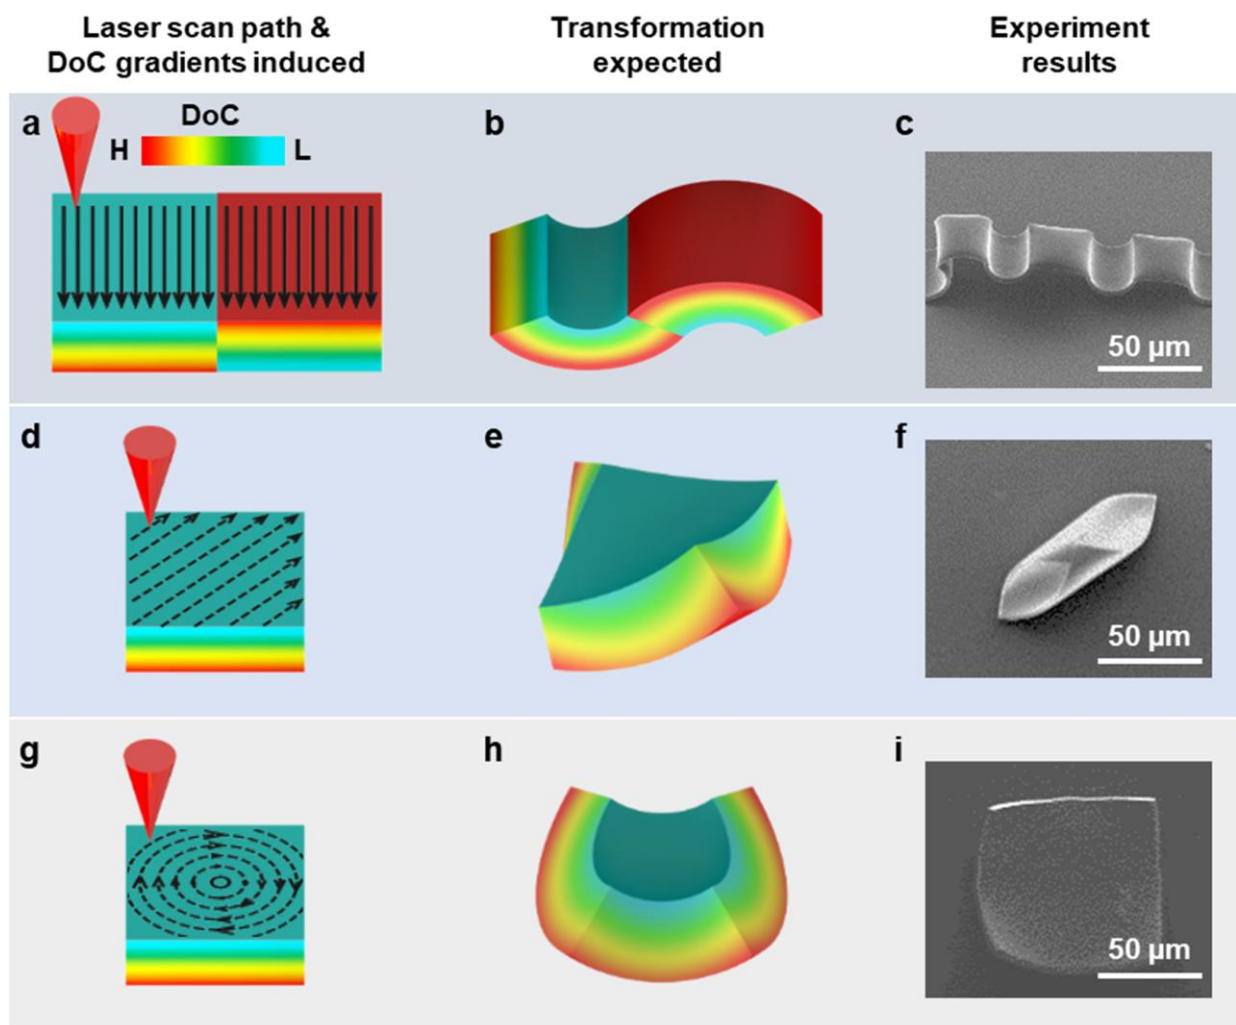 Laser scan path &
DoC gradients induced
Transformation
expected
Experiment
results
a
DoC
H
L
b
c
50 µm
d
e
f
50 µm
g
h
i
50 µm